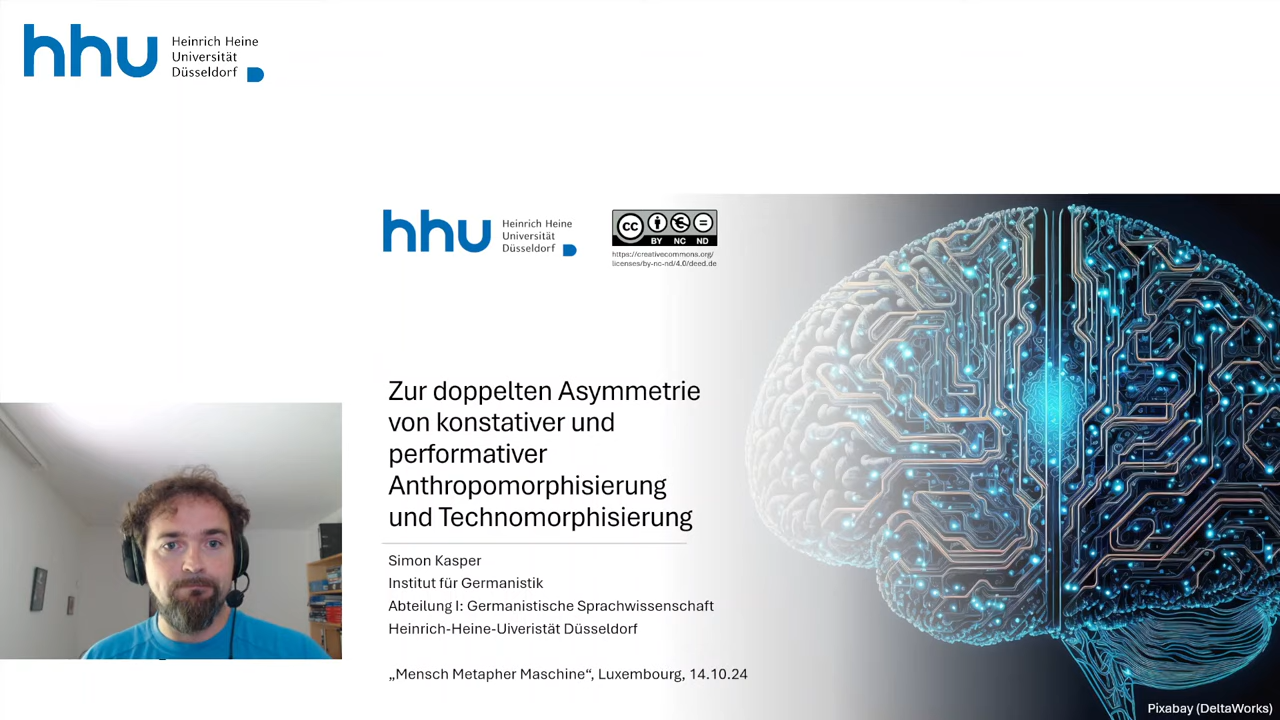 hhu Heinrich Heine
Universität
Düsseldorf
hhu Heinrich Heine
Universität
Düsseldorf
cc BY NC ND
https://creativecommons.org/
licenses/by-nc-nd/4.0/deed.de
Zur doppelten Asymmetrie
von konstativer und
performativer
Anthropomorphisierung
und Technomorphisierung
Simon Kasper
Institut für Germanistik
Abteilung I: Germanistische Sprachwissenschaft
Heinrich-Heine-Uiveristät Düsseldorf
„Mensch Metapher Maschine“, Luxembourg, 14.10.24
Pixabay (DeltaWorks)